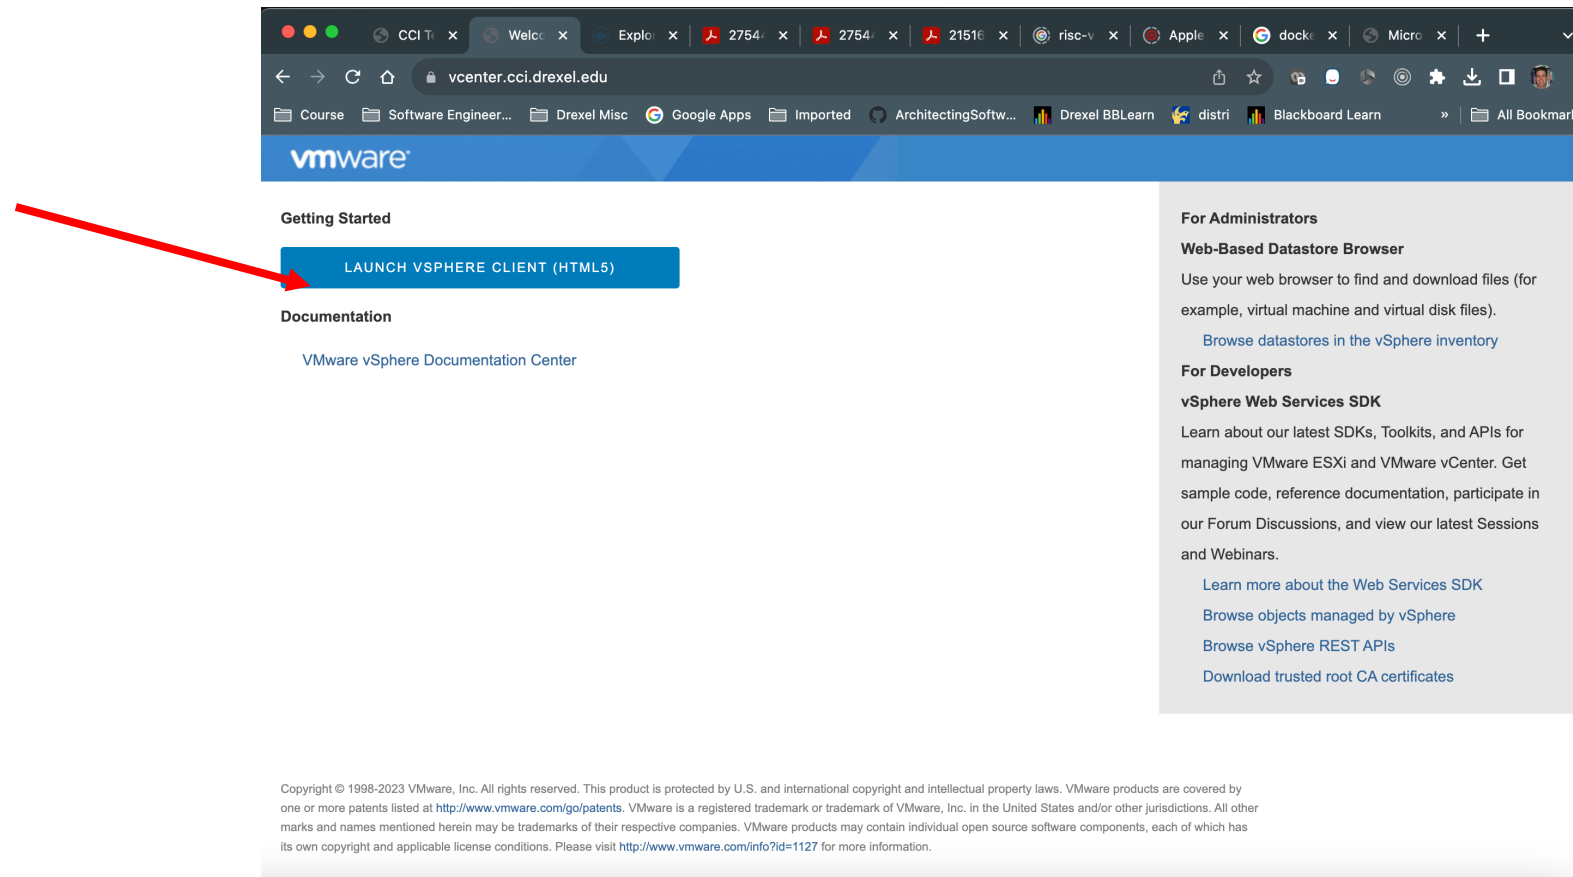 CCI T
Welc
Explo
2754
2754
21516
risc-v
Apple
dock
Micro
vcenter.cci.drexel.edu
Course
Software Engineer...
Drexel Misc
Google Apps
Imported
ArchitectingSoftw...
Drexel BBLearn
distri
Blackboard Learn
»
All Bookmar
vmware
Getting Started
LAUNCH VSPHERE CLIENT (HTML5)
Documentation
VMware vSphere Documentation Center
For Administrators
Web-Based Datastore Browser
Use your web browser to find and download files (for
example, virtual machine and virtual disk files).
Browse datastores in the vSphere inventory
For Developers
vSphere Web Services SDK
Learn about our latest SDKs, Toolkits, and APIs for
managing VMware ESXi and VMware vCenter. Get
sample code, reference documentation, participate in
our Forum Discussions, and view our latest Sessions
and Webinars.
Learn more about the Web Services SDK
Browse objects managed by vSphere
Browse vSphere REST APIs
Download trusted root CA certificates
Copyright © 1998-2023 VMware, Inc. All rights reserved. This product is protected by U.S. and international copyright and intellectual property laws. VMware products are covered by
one or more patents listed at http://www.vmware.com/go/patents. VMware is a registered trademark or trademark of VMware, Inc. in the United States and/or other jurisdictions. All other
marks and names mentioned herein may be trademarks of their respective companies. VMware products may contain individual open source software components, each of which has
its own copyright and applicable license conditions. Please visit http://www.vmware.com/info?id=1127 for more information.